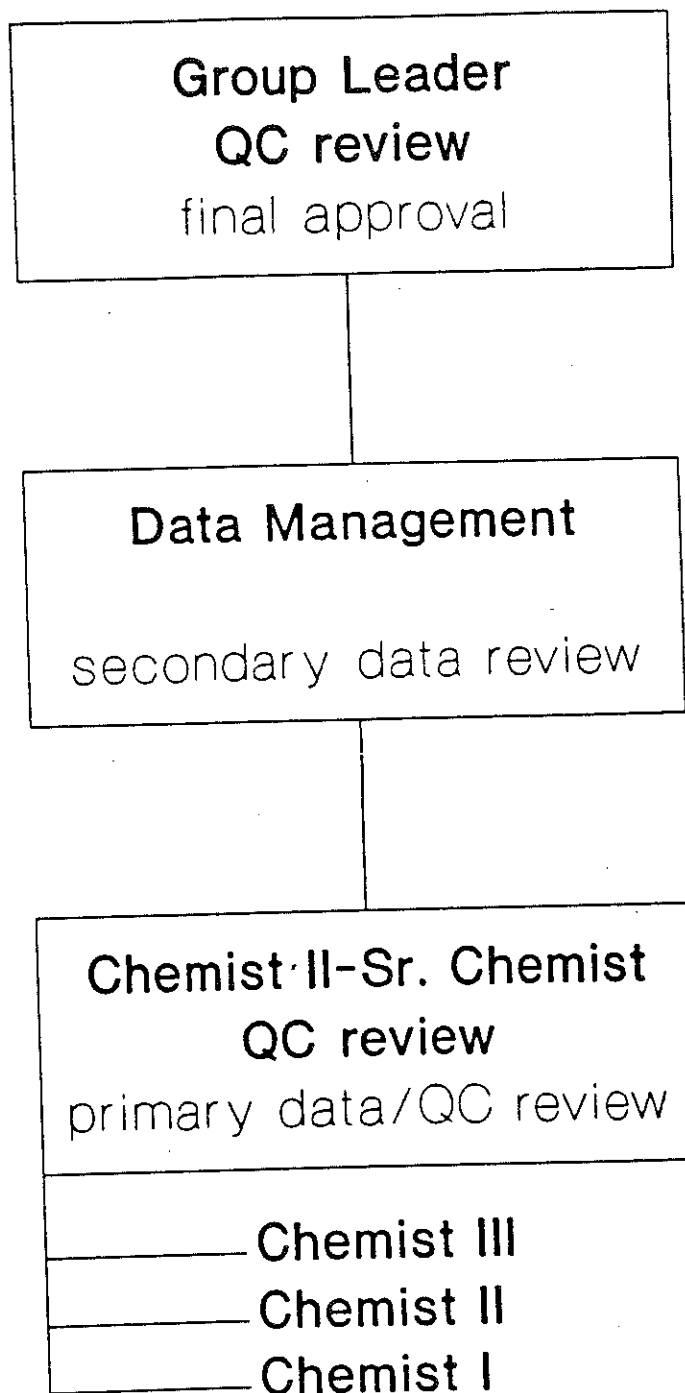 Group Leader
QC review
final approval
Data Management
secondary data review
Chemist II-Sr. Chemist
QC review
primary data/QC review
Chemist III
Chemist II
Chemist I